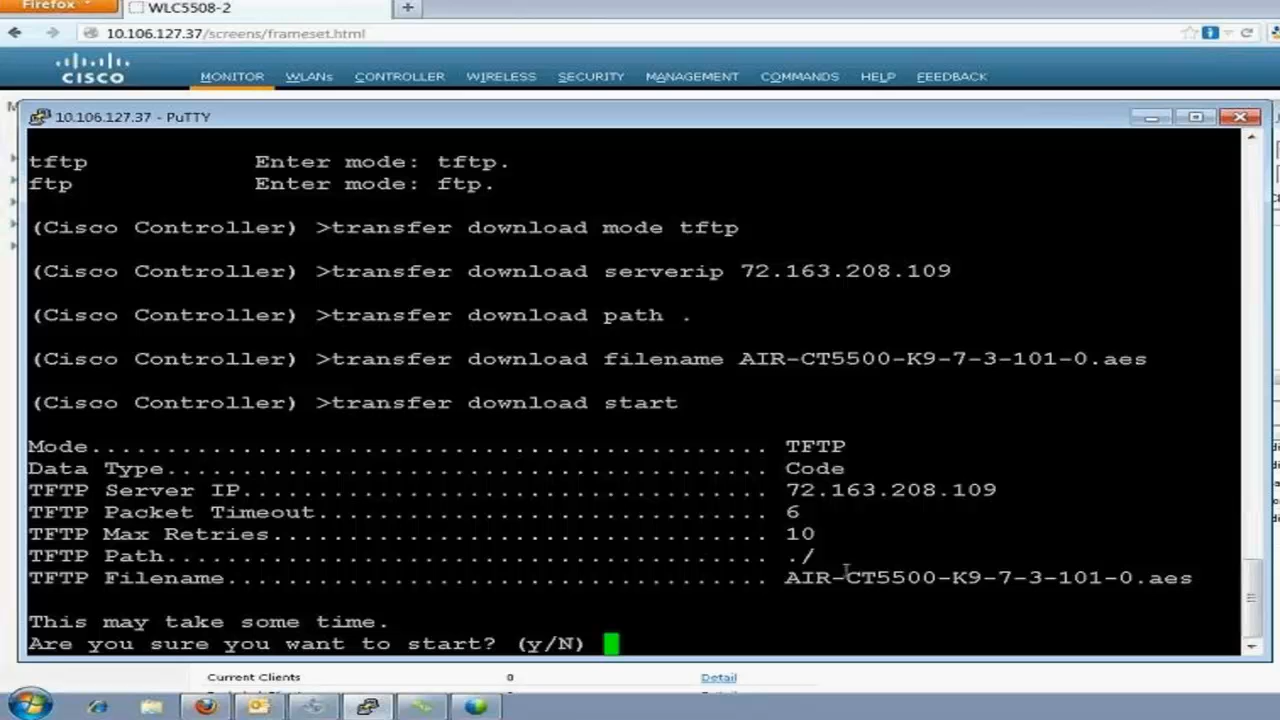 Firefox
WLC5508-2
+
10.106.127.37/screens/frameset.html
CISCO
MONITOR WLANs CONTROLLER WIRELESS SECURITY MANAGEMENT COMMANDS HELP FEEDBACK
10.106.127.37 - PuTTY
tftp Enter mode: tftp.
ftp Enter mode: ftp.
(Cisco Controller) >transfer download mode tftp
(Cisco Controller) >transfer download serverip 72.163.208.109
(Cisco Controller) >transfer download path .
(Cisco Controller) >transfer download filename AIR-CT5500-K9-7-3-101-0.aes
(Cisco Controller) >transfer download start
Mode............................................. TFTP
Data Type........................................ Code
TFTP Server IP................................... 72.163.208.109
TFTP Packet Timeout.............................. 6
TFTP Max Retries................................. 10
TFTP Path........................................ ./
TFTP Filename.................................... AIR-CT5500-K9-7-3-101-0.aes
This may take some time.
Are you sure you want to start? (y/N)
Current Clients 0 Detail